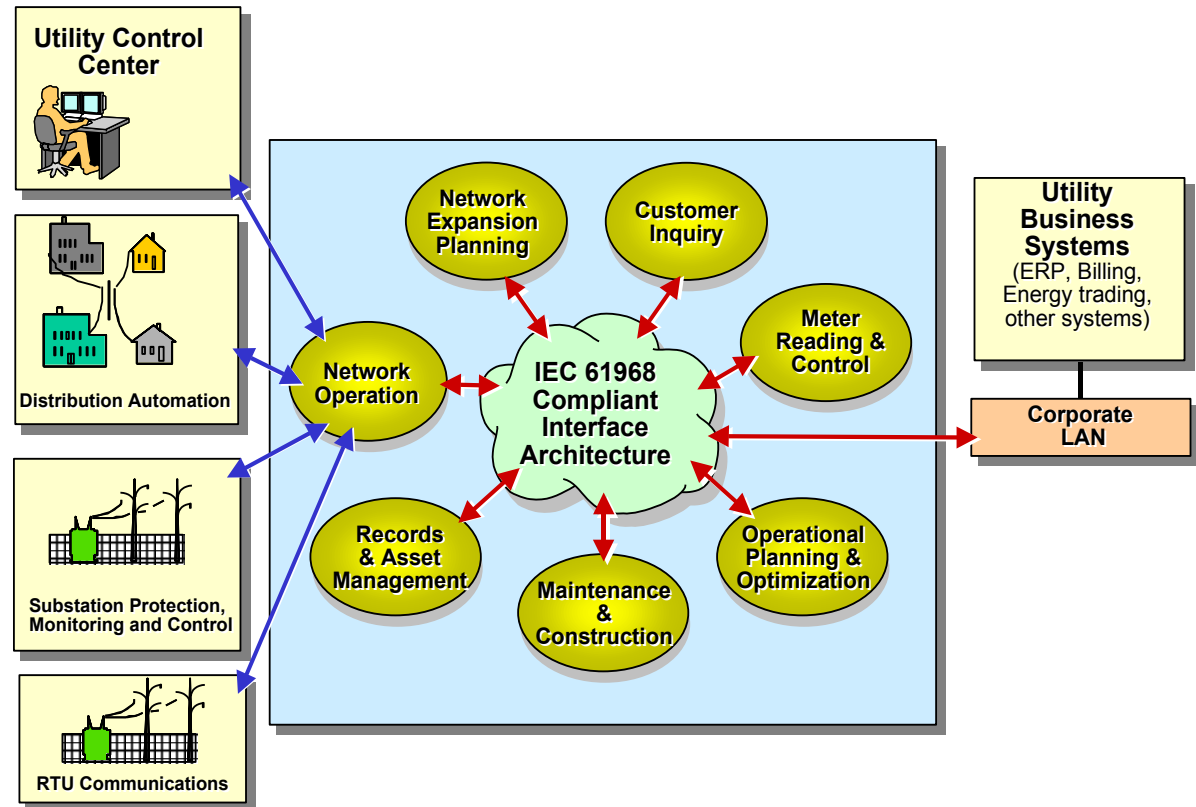 Utility Control
Center
Distribution Automation
Substation Protection,
Monitoring and Control
RTU Communications
Network
Expansion
Planning
Customer
Inquiry
Meter
Reading &
Control
Network
Operation
IEC 61968
Compliant
Interface
Architecture
Records
& Asset
Management
Maintenance
&
Construction
Operational
Planning &
Optimization
Utility
Business
Systems
(ERP, Billing,
Energy trading,
other systems)
Corporate
LAN